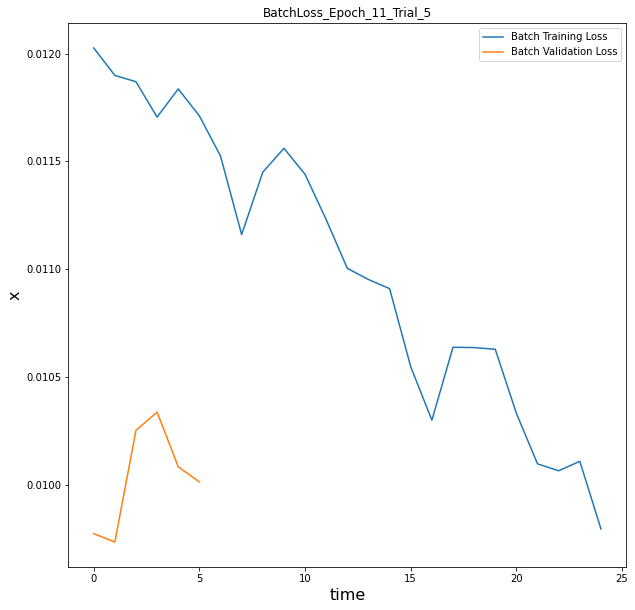 BatchLoss_Epoch_11_Trial_5
Batch Training Loss
Batch Validation Loss
0.0120
0.0115
0.0110
0.0105
0.0100
x
0
5
10
15
20
25
time